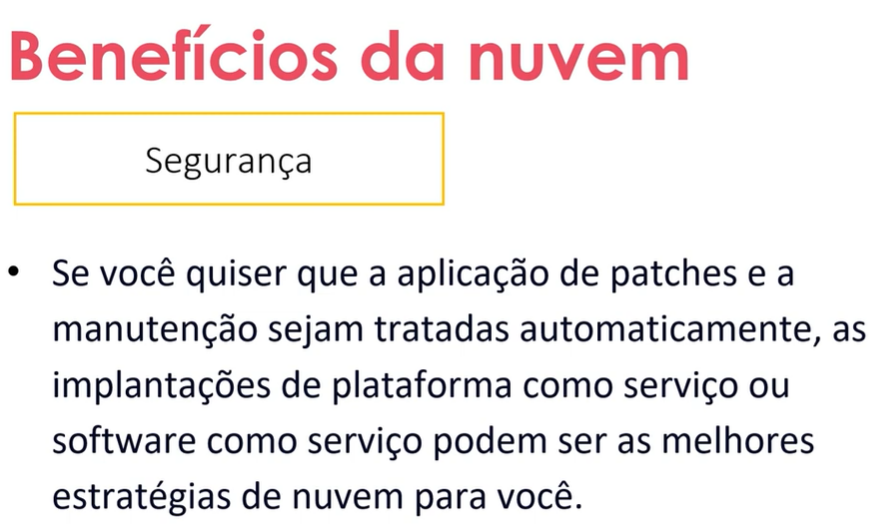 Benefícios da nuvem
Segurança
• Se você quiser que a aplicação de patches e a
manutenção sejam tratadas automaticamente, as
implantações de plataforma como serviço ou
software como serviço podem ser as melhores
estratégias de nuvem para você.